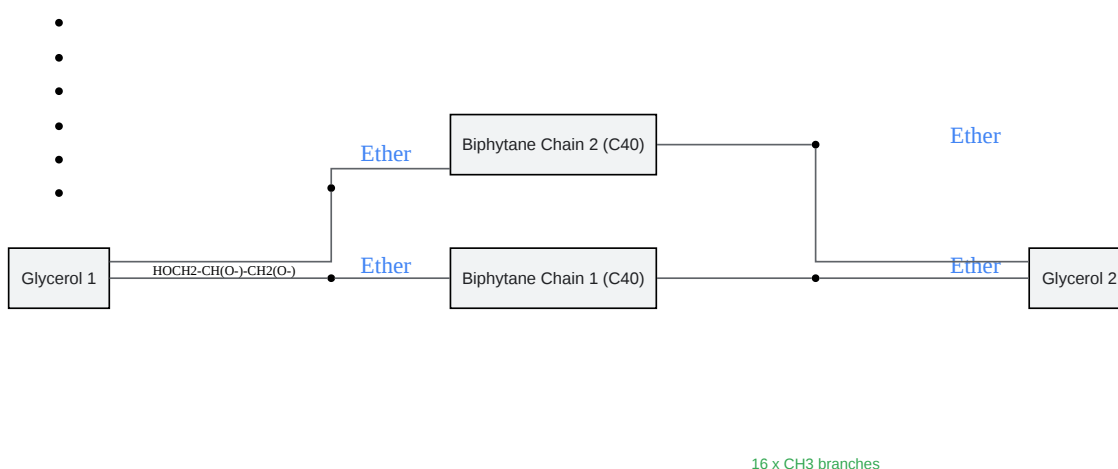 Ether
Biphytane Chain 2 (C40)
Ether
Glycerol 1
HOCH2-CH(O-)-CH2(O-)
Ether
Biphytane Chain 1 (C40)
Ether
Glycerol 2
16 x CH3 branches